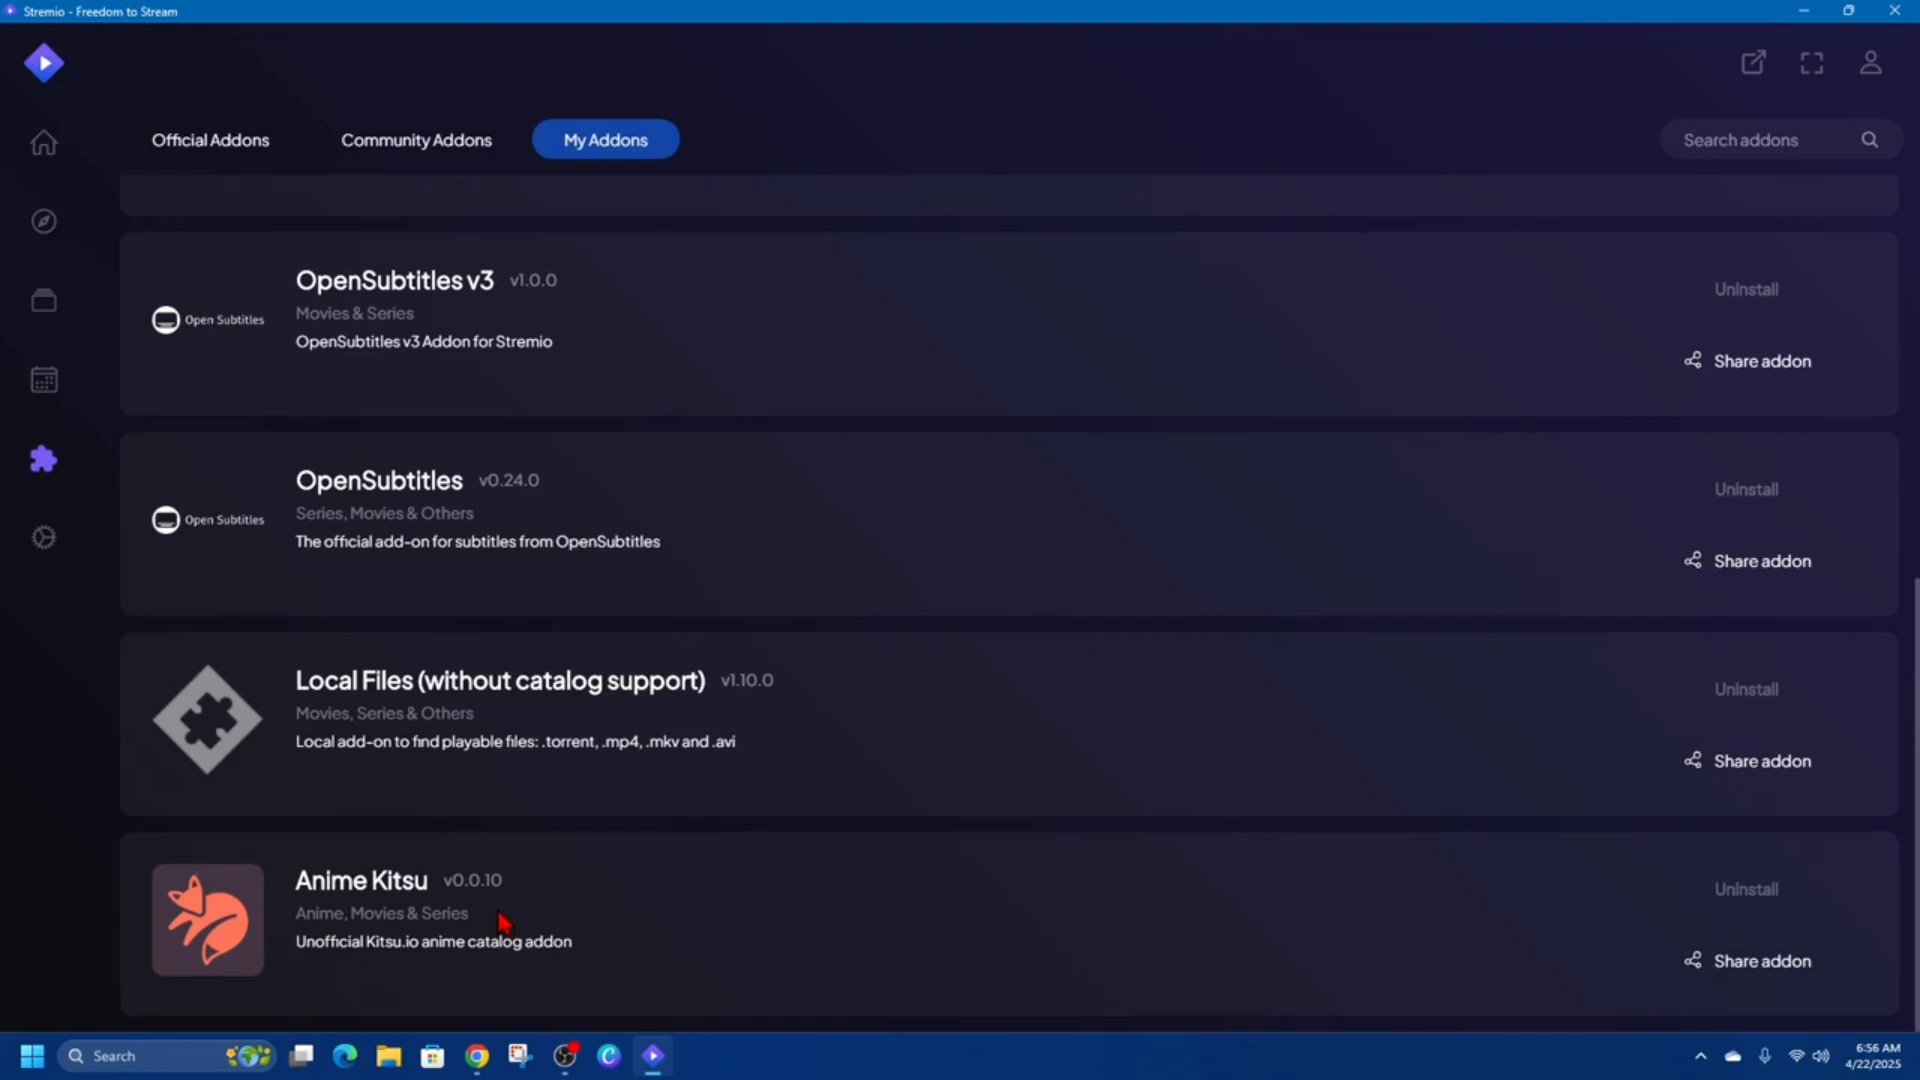 Stremio - Freedom to Stream
Official Addons
Community Addons
My Addons
Search addons
OpenSubtitles v3 v1.0.0
Movies & Series
OpenSubtitles v3 Addon for Stremio
Open Subtitles
Uninstall
Share addon
OpenSubtitles v0.24.0
Series, Movies & Others
The official add-on for subtitles from OpenSubtitles
Open Subtitles
Uninstall
Share addon
Local Files (without catalog support) v1.10.0
Movies, Series & Others
Local add-on to find playable files: .torrent, .mp4, .mkv and .avi
Uninstall
Share addon
Anime Kitsu v0.0.10
Anime, Movies & Series
Unofficial Kitsu.io anime catalog addon
Uninstall
Share addon
Search
6:56 AM
4/22/2025